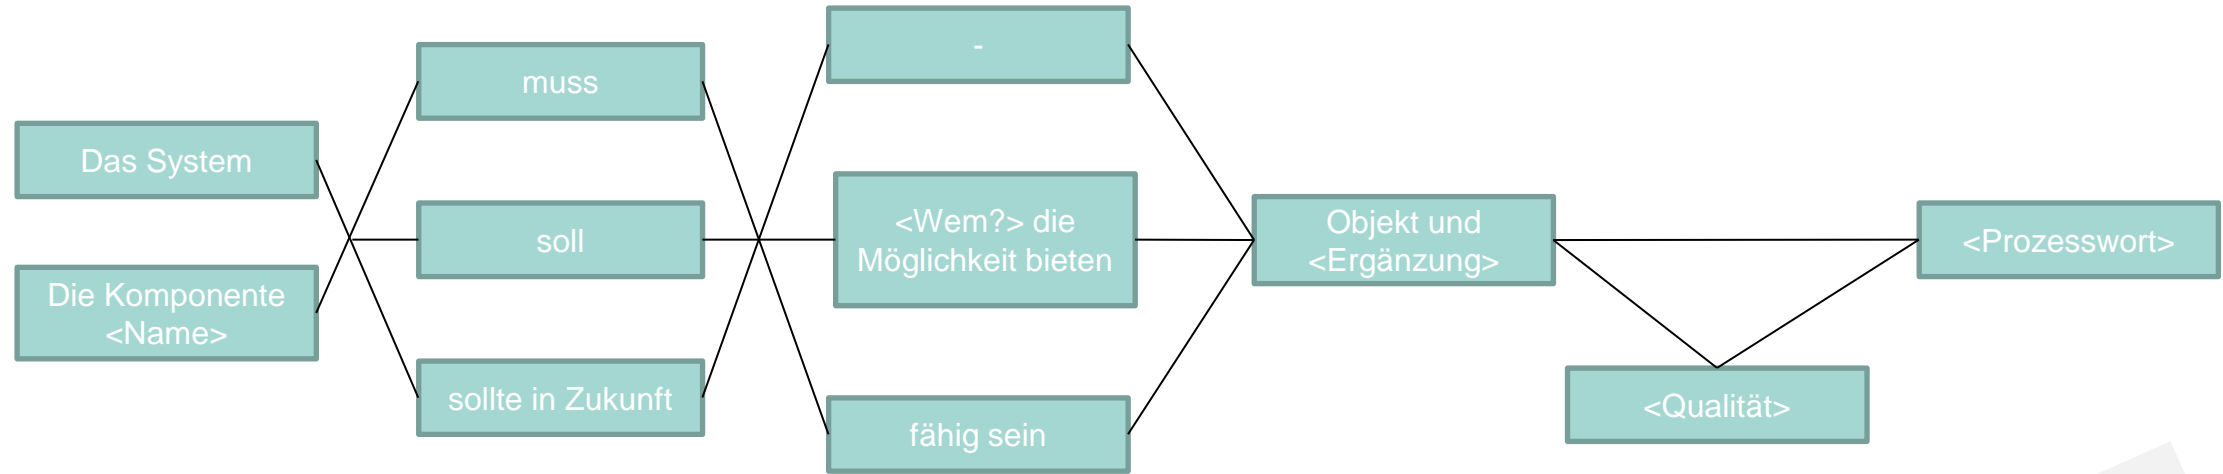 Das System
Die Komponente
<Name>
muss
soll
sollte in Zukunft
-
<Wem?> die
Möglichkeit bieten
fähig sein
Objekt und
<Ergänzung>
<Qualität>
<Prozesswort>